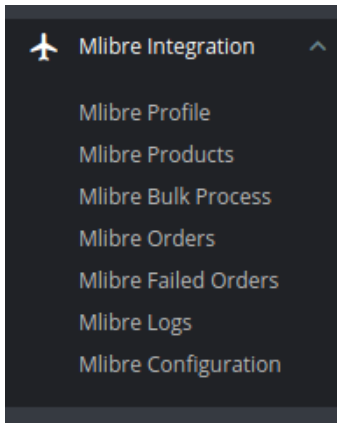 Mlibre Integration
Mlibre Profile
Mlibre Products
Mlibre Bulk Process
Mlibre Orders
Mlibre Failed Orders
Mlibre Logs
Mlibre Configuration